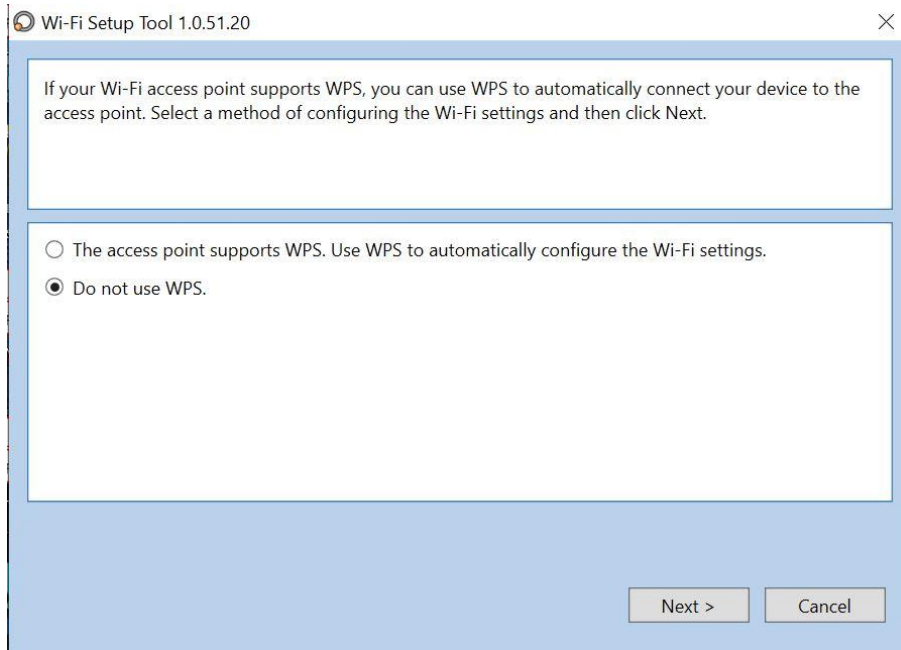 Wi-Fi Setup Tool 1.0.51.20
If your Wi-Fi access point supports WPS, you can use WPS to automatically connect your device to the
access point. Select a method of configuring the Wi-Fi settings and then click Next.
The access point supports WPS. Use WPS to automatically configure the Wi-Fi settings.
Do not use WPS.
Next >
Cancel